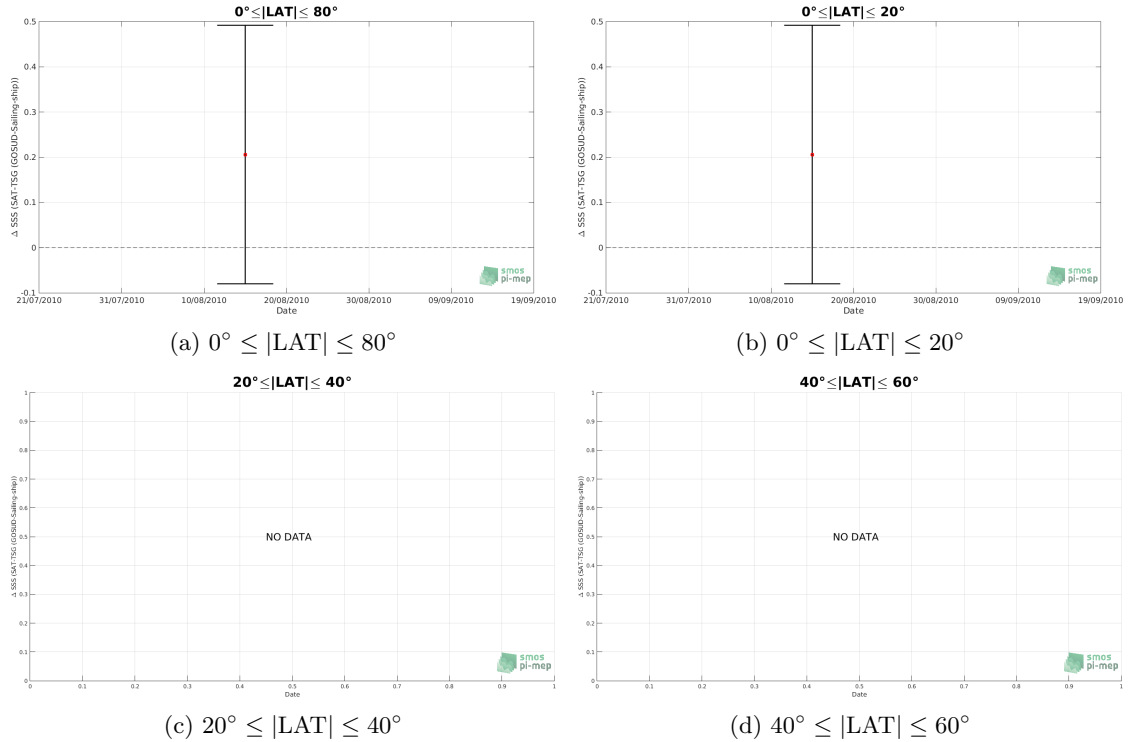 0°≤|LAT|≤ 80°
0.5
0.4
0.3
0.2
0.1
0
-0.1
Δ SSS (SAT-TSG (GOSUD-Sailing-ship))
21/07/2010 31/07/2010 10/08/2010 20/08/2010 30/08/2010 09/09/2010 19/09/2010
Date
smos
pi-mep
(a) 0° ≤ |LAT| ≤ 80°
0°≤|LAT|≤ 20°
0.5
0.4
0.3
0.2
0.1
0
-0.1
Δ SSS (SAT-TSG (GOSUD-Sailing-ship))
21/07/2010 31/07/2010 10/08/2010 20/08/2010 30/08/2010 09/09/2010 19/09/2010
Date
smos
pi-mep
(b) 0° ≤ |LAT| ≤ 20°
20°≤|LAT|≤ 40°
1
0.9
0.8
0.7
0.6
0.5
0.4
0.3
0.2
0.1
0
Δ SSS (SAT-TSG (GOSUD-Sailing-ship))
NO DATA
0 0.1 0.2 0.3 0.4 0.5 0.6 0.7 0.8 0.9 1
Date
smos
pi-mep
(c) 20° ≤ |LAT| ≤ 40°
40°≤|LAT|≤ 60°
1
0.9
0.8
0.7
0.6
0.5
0.4
0.3
0.2
0.1
0
Δ SSS (SAT-TSG (GOSUD-Sailing-ship))
NO DATA
0 0.1 0.2 0.3 0.4 0.5 0.6 0.7 0.8 0.9 1
Date
smos
pi-mep
(d) 40° ≤ |LAT| ≤ 60°